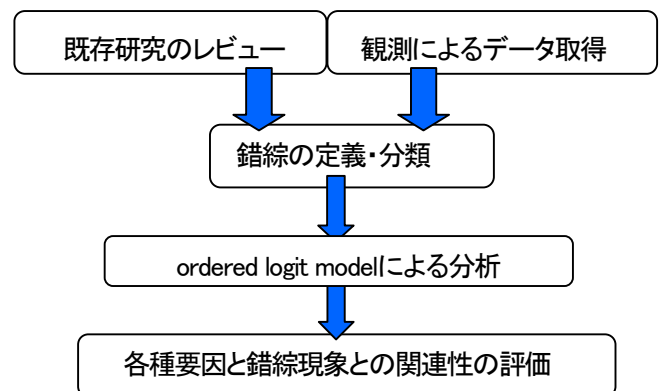 既存研究のレビュー
観測によるデータ取得
錯綜の定義・分類
ordered logit modelによる分析
各種要因と錯綜現象との関連性の評価